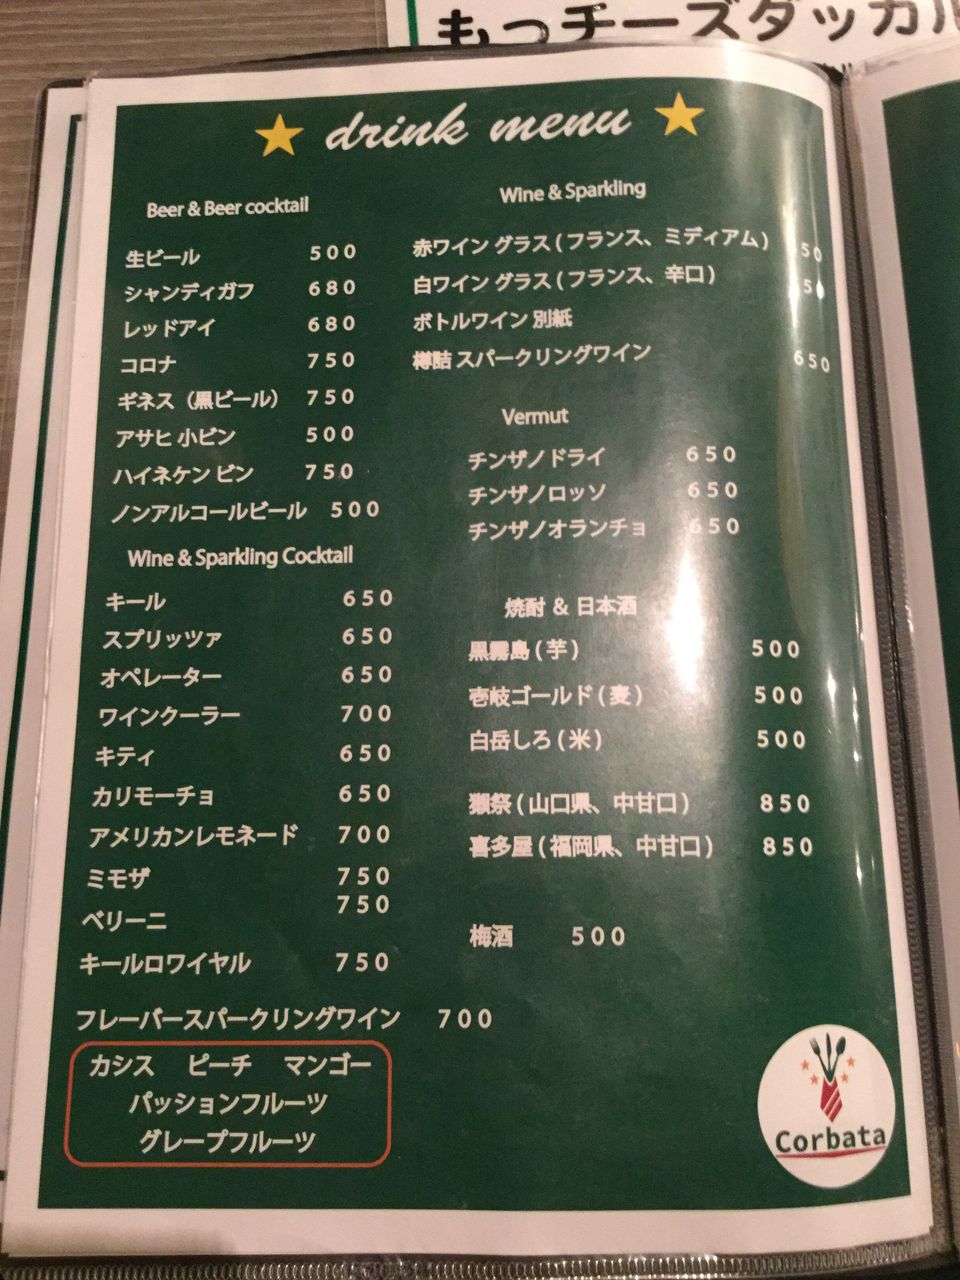 もっチーズダッカル
drink menu
Beer & Beer cocktail
生ビール 500
シャンディガフ 680
レッドアイ 680
コロナ 750
ギネス（黒ビール） 750
アサヒ 小ビン 500
ハイネケン ビン 750
ノンアルコールビール 500
Wine & Sparkling Cocktail
キール 650
スプリッツァ 650
オペレーター 650
ワインクーラー 700
キティ 650
カリモーチョ 650
アメリカンレモネード 700
ミモザ 750
ベリーニ 750
キールロワイヤル 750
フレーバースパークリングワイン 700
カシス ピーチ マンゴー
パッションフルーツ
グレープフルーツ
Wine & Sparkling
赤ワイン グラス ( フランス、ミディアム )
白ワイン グラス ( フランス、辛口 )
ボトルワイン 別紙
樽詰 スパークリングワイン 650
Vermut
チンザノドライ 650
チンザノロッソ 650
チンザノオランチョ 650
焼酎 & 日本酒
黒霧島 ( 芋 ) 500
壱岐ゴールド ( 麦 ) 500
白岳しろ ( 米 ) 500
獺祭 ( 山口県、中甘口 ) 850
喜多屋 ( 福岡県、中甘口 ) 850
梅酒 500
Corbata